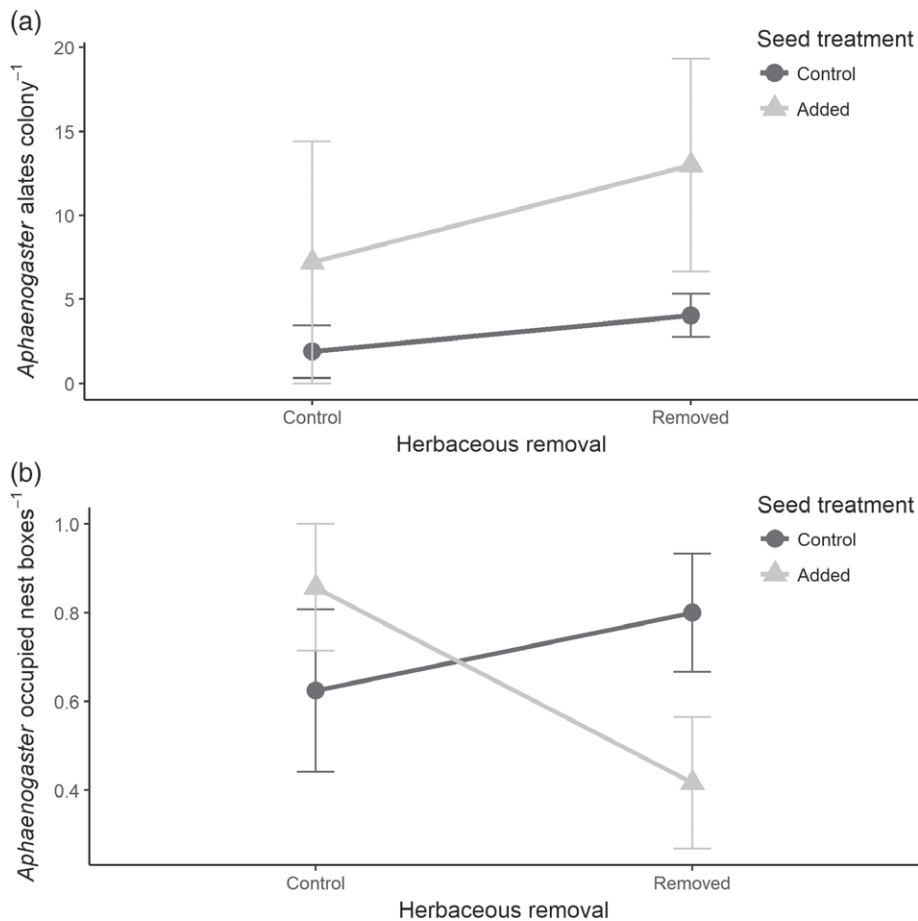 (a)
20
15
10
5
0
Aphaenogaster alates colony⁻¹
Control
Removed
Herbaceous removal
Seed treatment
Control
Added
(b)
1.0
0.8
0.6
0.4
Aphaenogaster occupied nest boxes⁻¹
Control
Removed
Herbaceous removal
Seed treatment
Control
Added